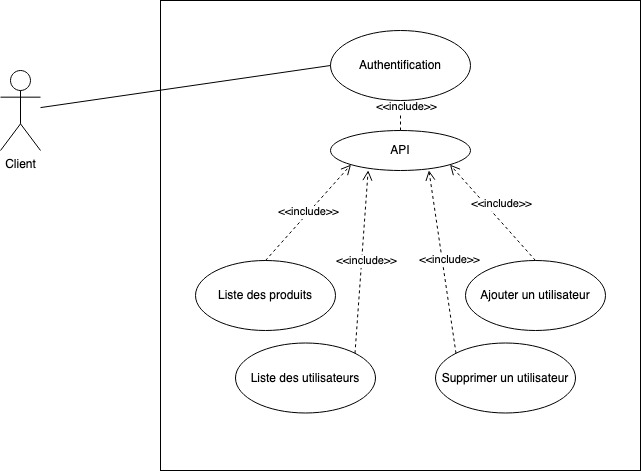 Authentification
<<include>>
API
Client
<<include>>
<<include>>
<<include>>
<<include>>
Liste des produits
Ajouter un utilisateur
Liste des utilisateurs
Supprimer un utilisateur